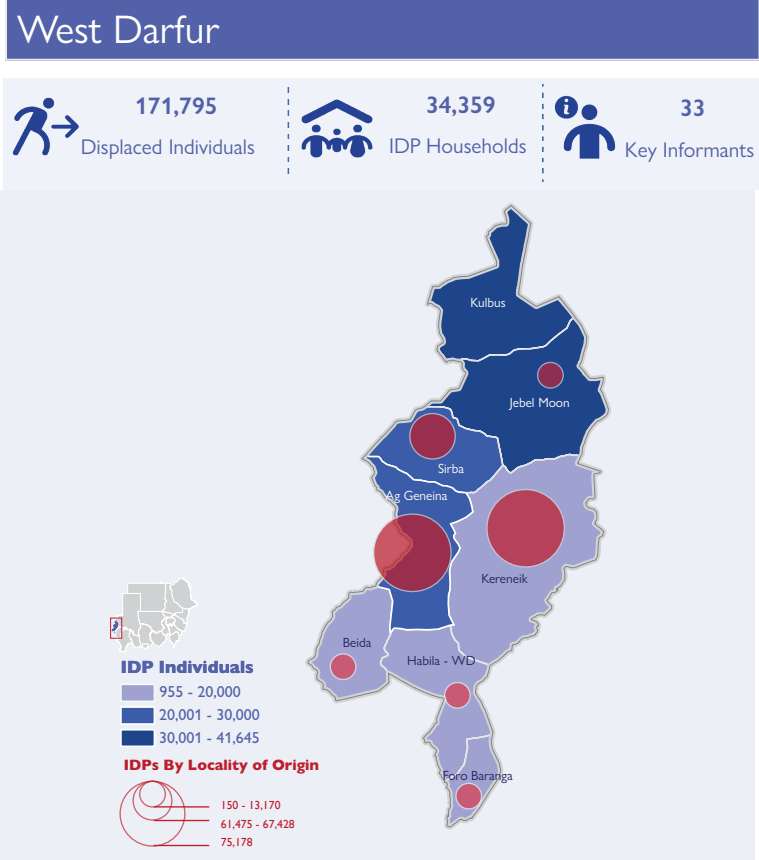 West Darfur
171,795
Displaced Individuals
34,359
IDP Households
33
Key Informants
Kulbus
Jebel Moon
Sirba
Ag Geneina
Kereneik
Beida
Habila - WD
Foro Baranga
IDP Individuals
955 - 20,000
20,001 - 30,000
30,001 - 41,645
IDPs By Locality of Origin
150 - 13,170
61,475 - 67,428
75,178